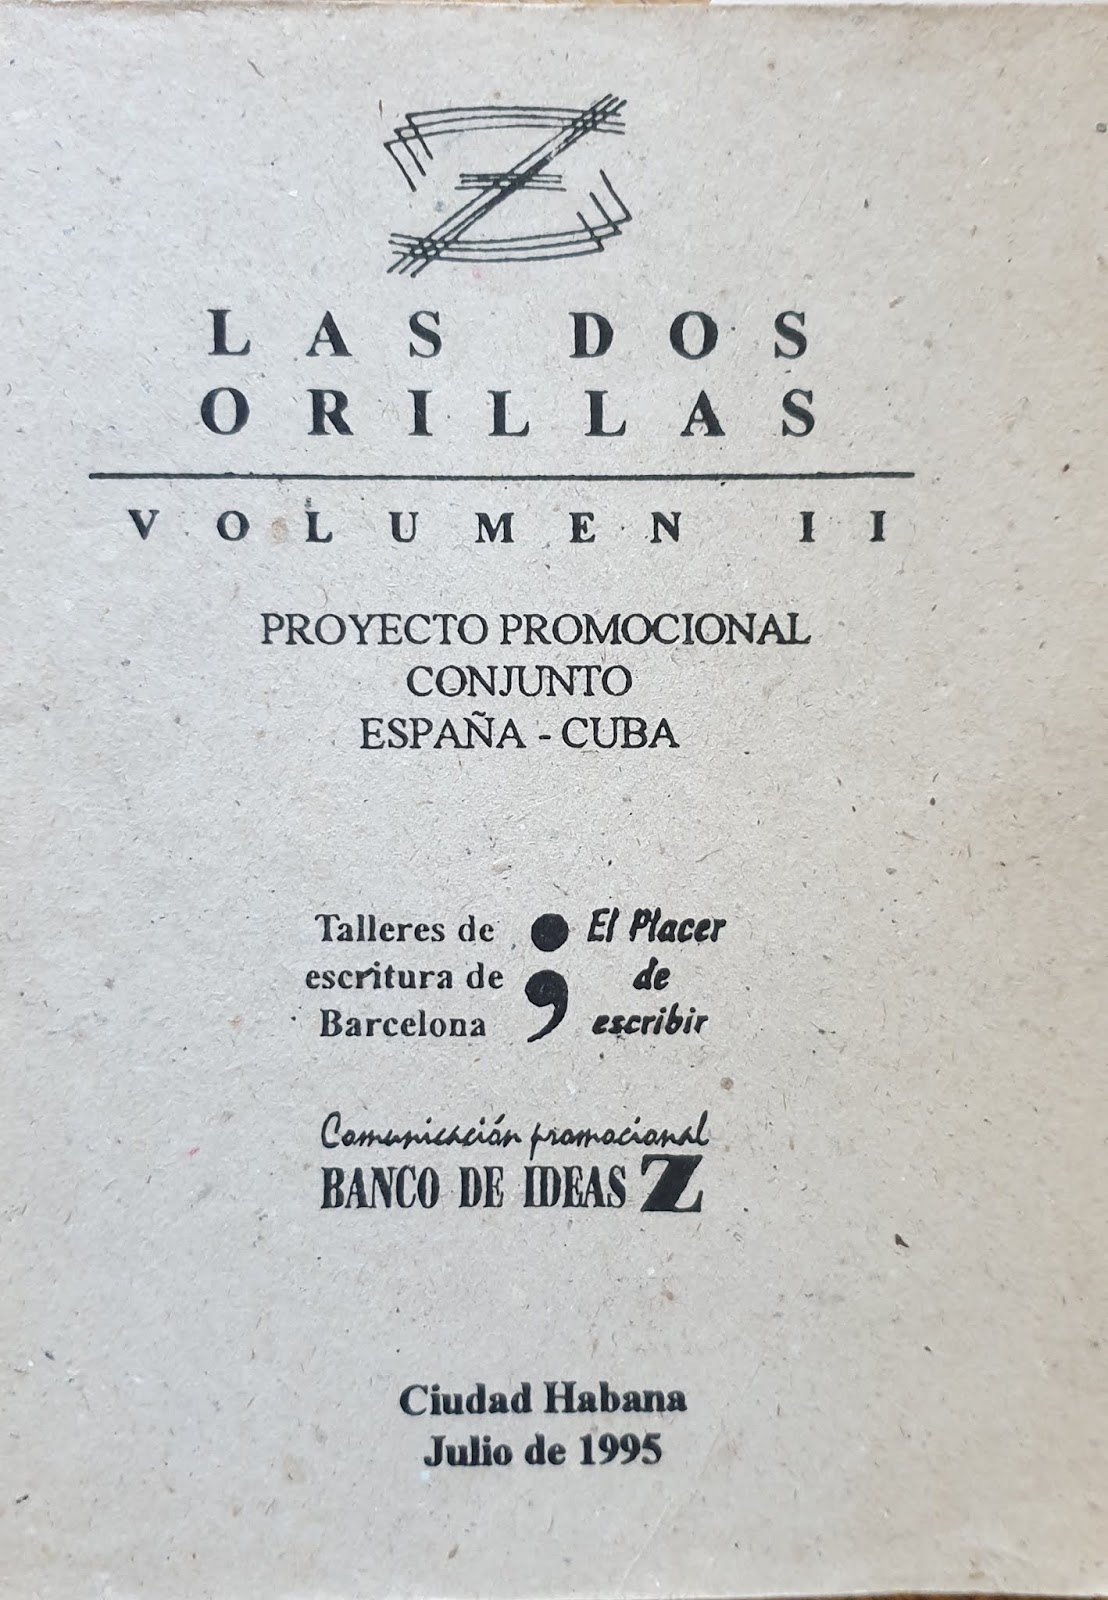 LAS DOS
ORILLAS
VOLUMEN II
PROYECTO PROMOCIONAL
CONJUNTO
ESPAÑA - CUBA
Talleres de
escritura de
Barcelona
;
El Placer
de
escribir
Comunicación promocional
BANCO DE IDEAS Z
Ciudad Habana
Julio de 1995